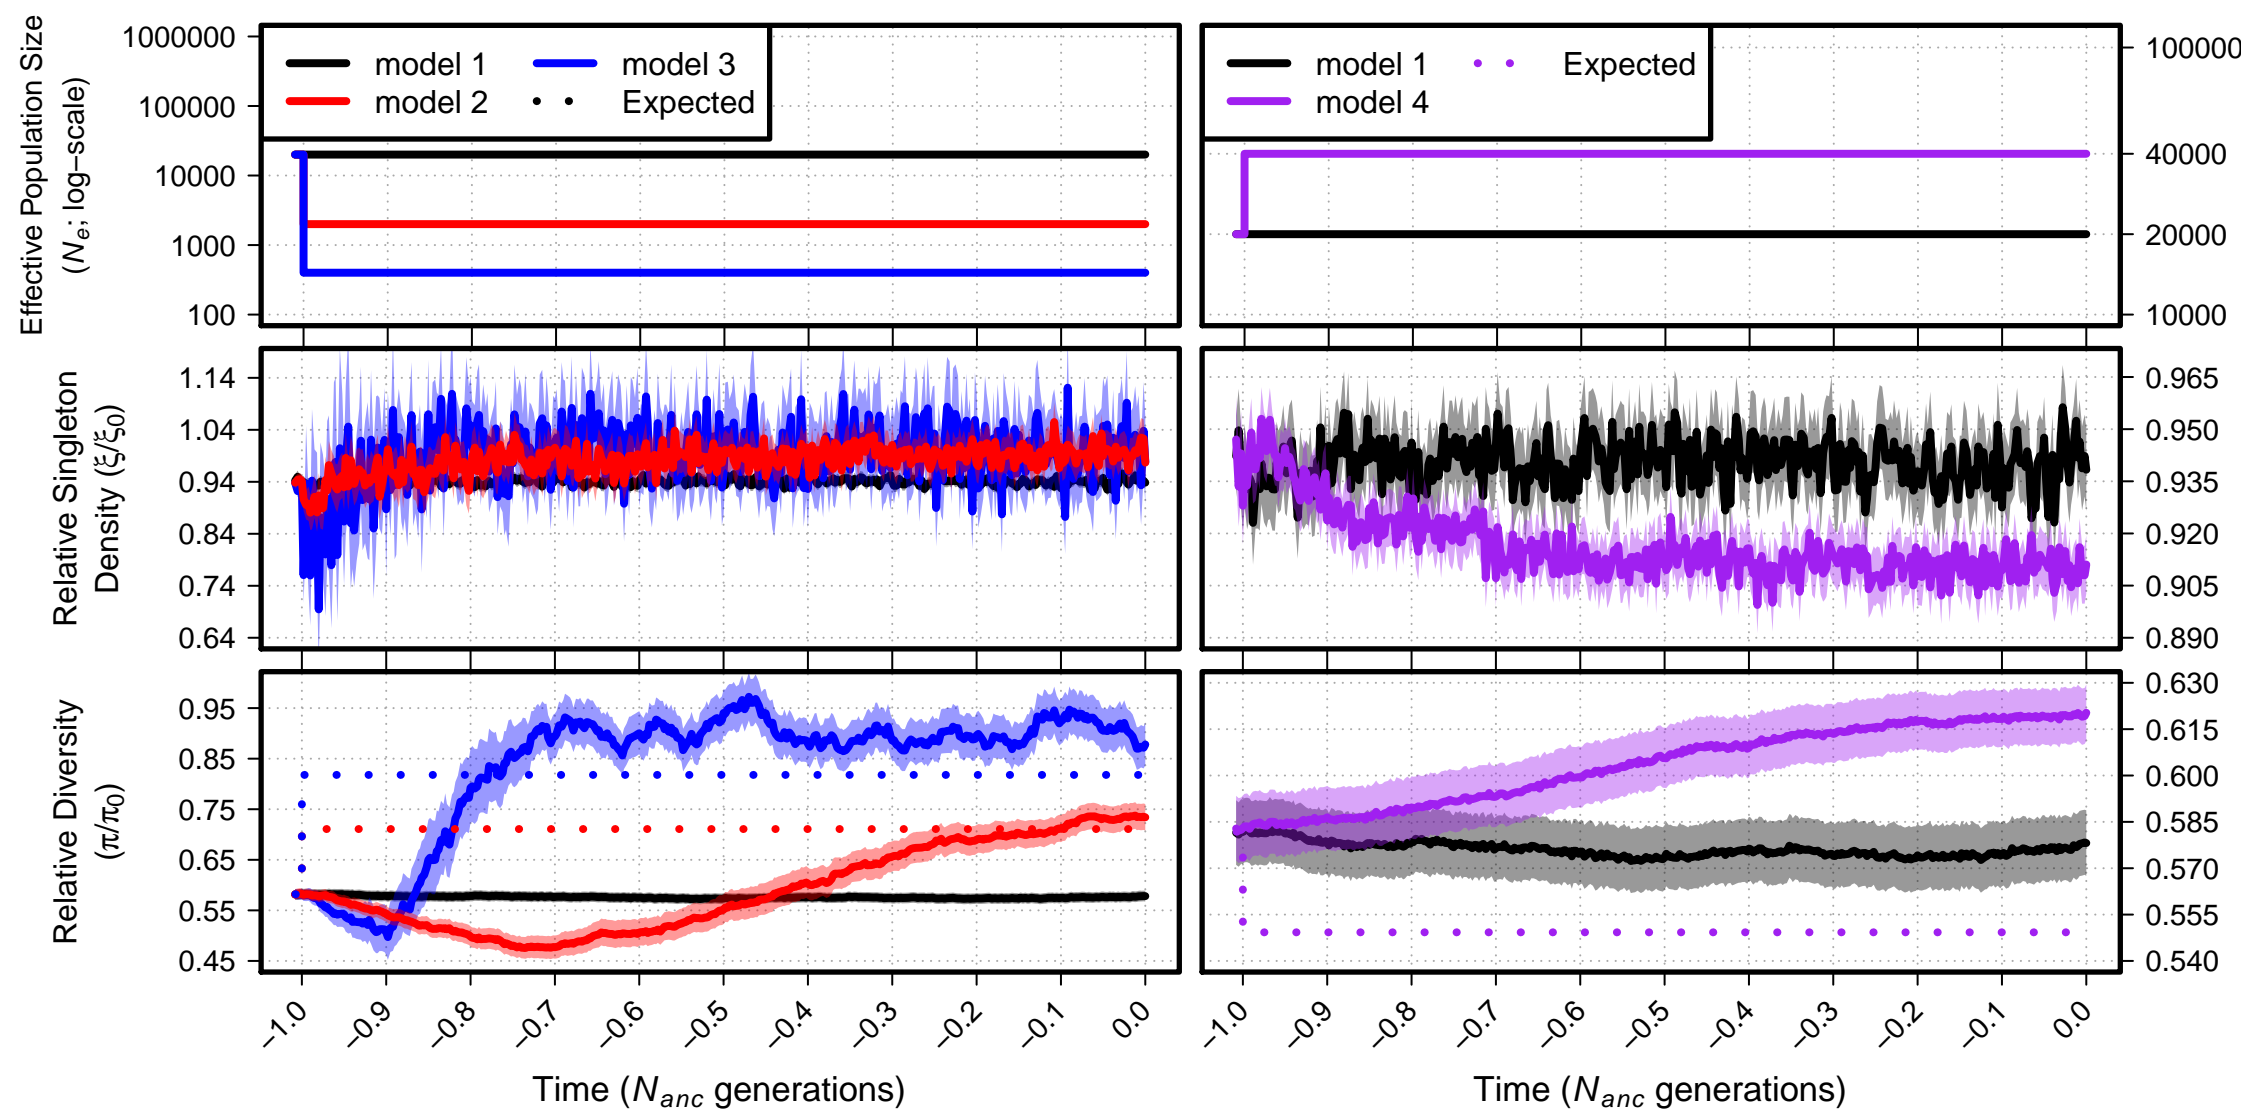 Effective Population Size
(Ne; log−scale)
1000000
100000
10000
1000
100
model 1
model 2
model 3
Expected
model 1
model 4
Expected
100000
40000
20000
10000
Relative Singleton
Density (ξ/ξ0)
1.14
1.04
0.94
0.84
0.74
0.64
0.965
0.950
0.935
0.920
0.905
0.890
Relative Diversity
(π/π0)
0.95
0.85
0.75
0.65
0.55
0.45
0.630
0.615
0.600
0.585
0.570
0.555
0.540
−1.0 −0.9 −0.8 −0.7 −0.6 −0.5 −0.4 −0.3 −0.2 −0.1 0.0
−1.0 −0.9 −0.8 −0.7 −0.6 −0.5 −0.4 −0.3 −0.2 −0.1 0.0
Time (Nanc generations)
Time (Nanc generations)